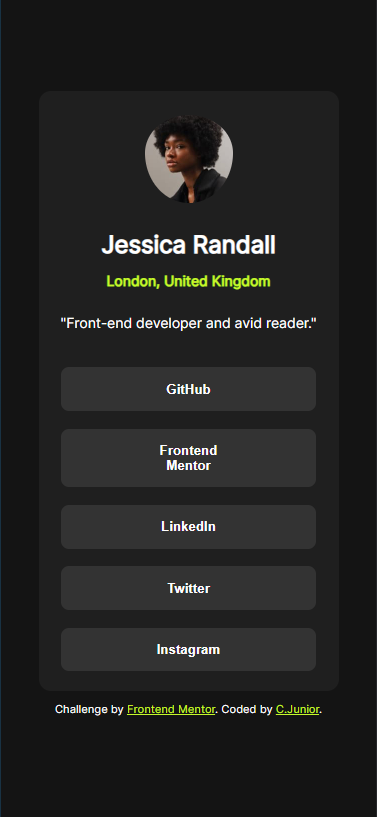 Jessica Randall
London, United Kingdom
"Front-end developer and avid reader."
GitHub
Frontend
Mentor
LinkedIn
Twitter
Instagram
Challenge by Frontend Mentor. Coded by C.Junior.